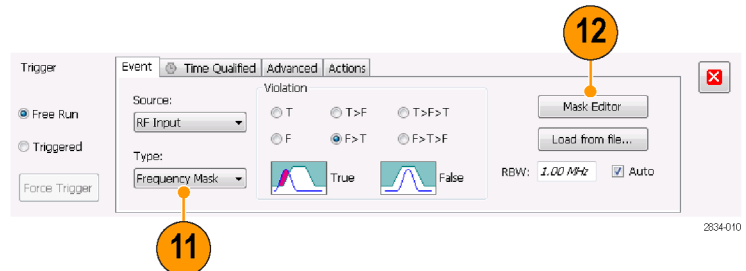 12
Trigger
Event Time Qualified Advanced Actions
Source:
Violation
Free Run
RF Input
T T>F T>F>T
Mask Editor
Triggered
F F>T F>T>F
Load from file...
Type:
Frequency Mask
True
False
RBW: 1.00 MHz Auto
Force Trigger
2834-010
11